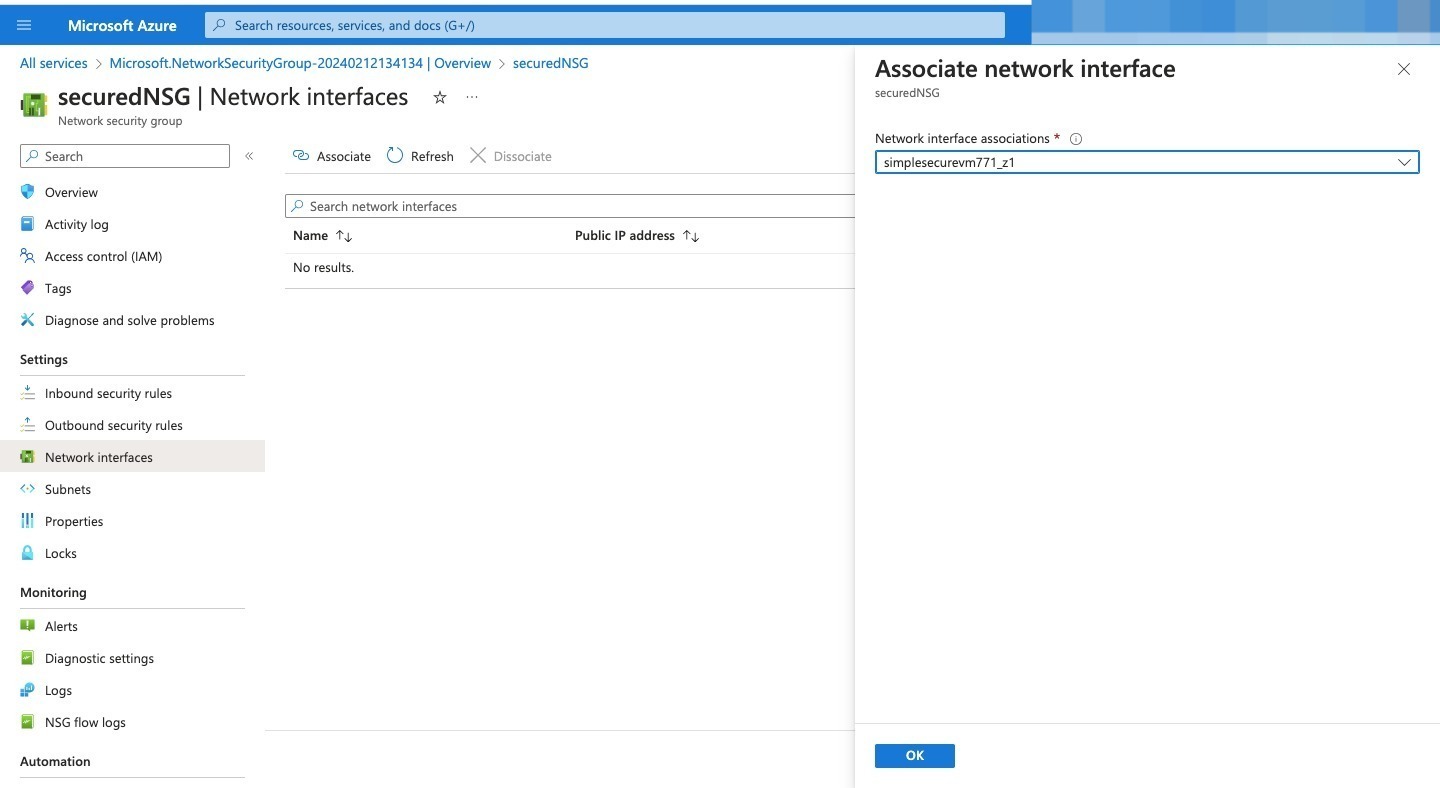 Microsoft Azure
Search resources, services, and docs (G+/)
All services > Microsoft.NetworkSecurityGroup-20240212134134 | Overview > securedNSG
securedNSG | Network interfaces
Network security group
Search
Overview
Activity log
Access control (IAM)
Tags
Diagnose and solve problems
Settings
Inbound security rules
Outbound security rules
Network interfaces
Subnets
Properties
Locks
Monitoring
Alerts
Diagnostic settings
Logs
NSG flow logs
Automation
Associate Refresh Dissociate
Search network interfaces
Name Public IP address
No results.
Associate network interface
securedNSG
Network interface associations *
simplesecurevm771_z1
OK